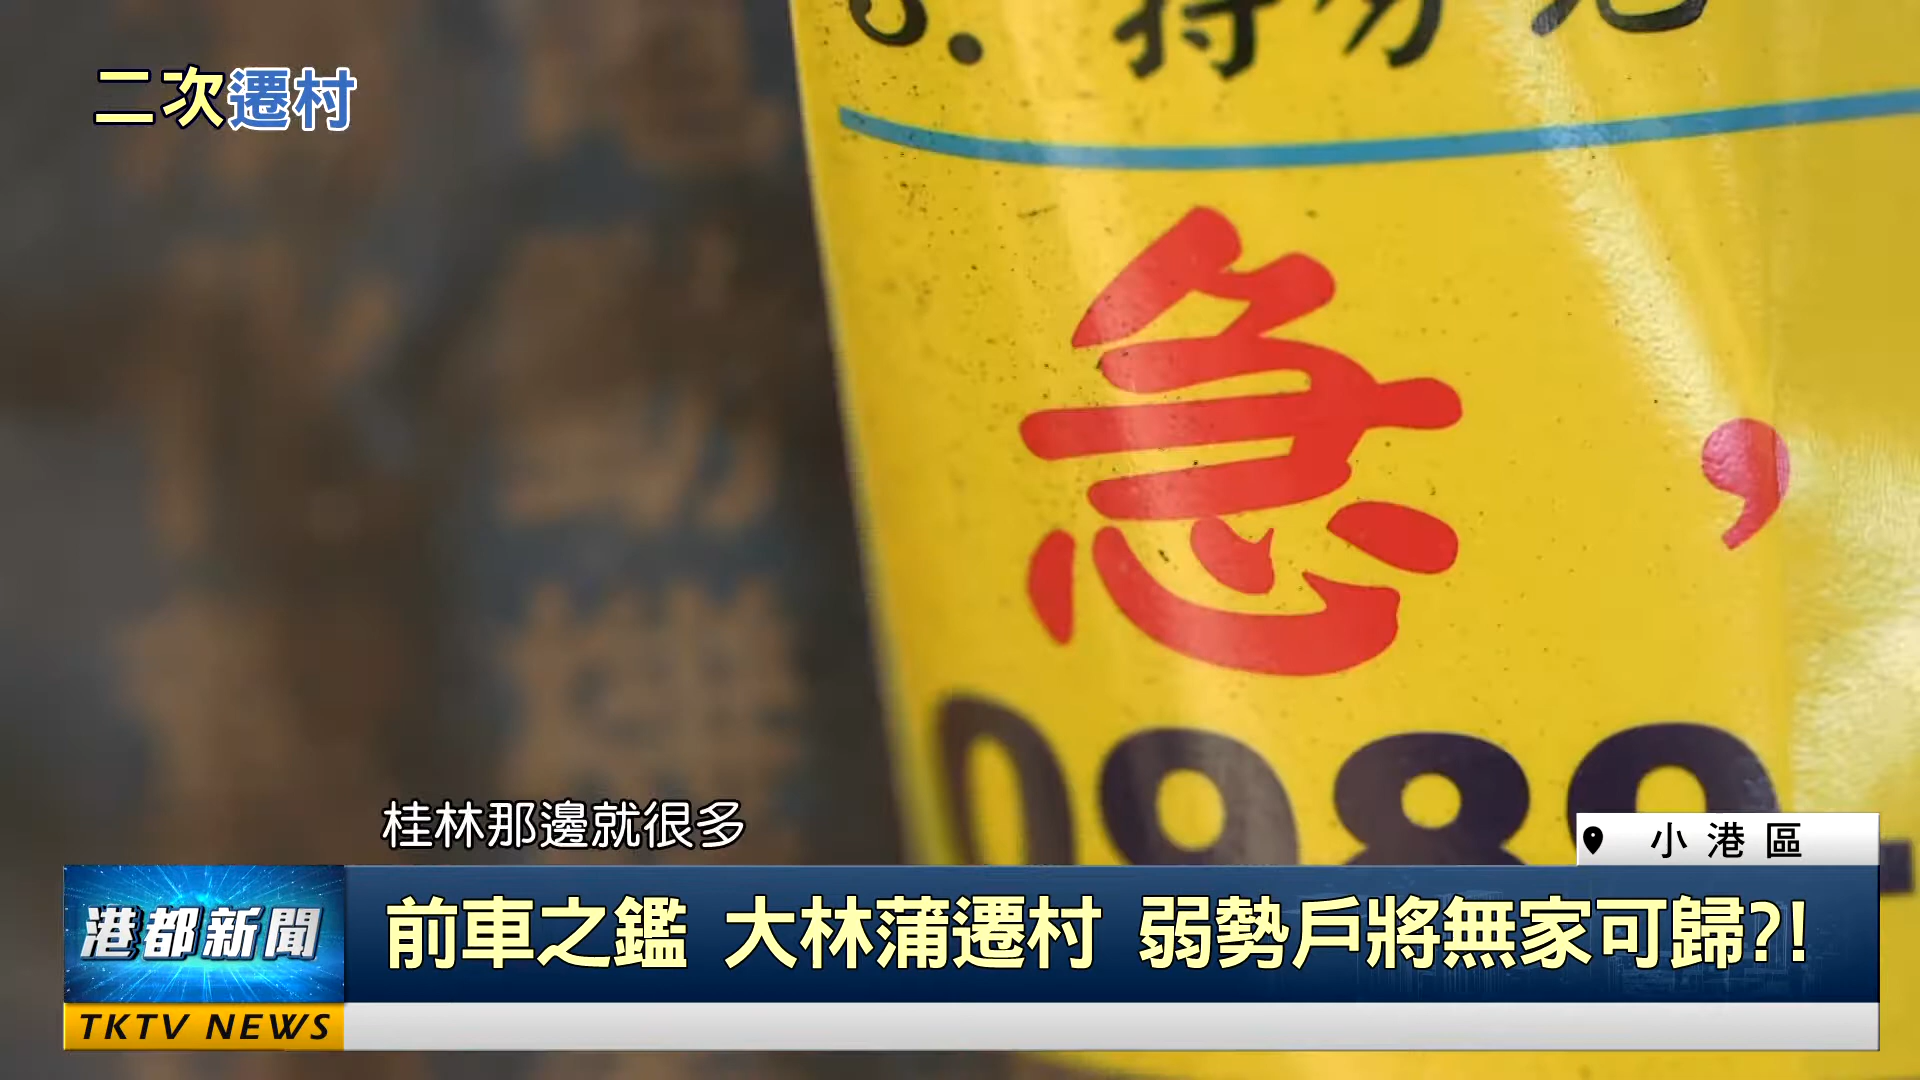 二次遷村
急，
桂林那邊就很多
小港區
港都新聞
前車之鑑 大林蒲遷村 弱勢戶將無家可歸?!
TKTV NEWS